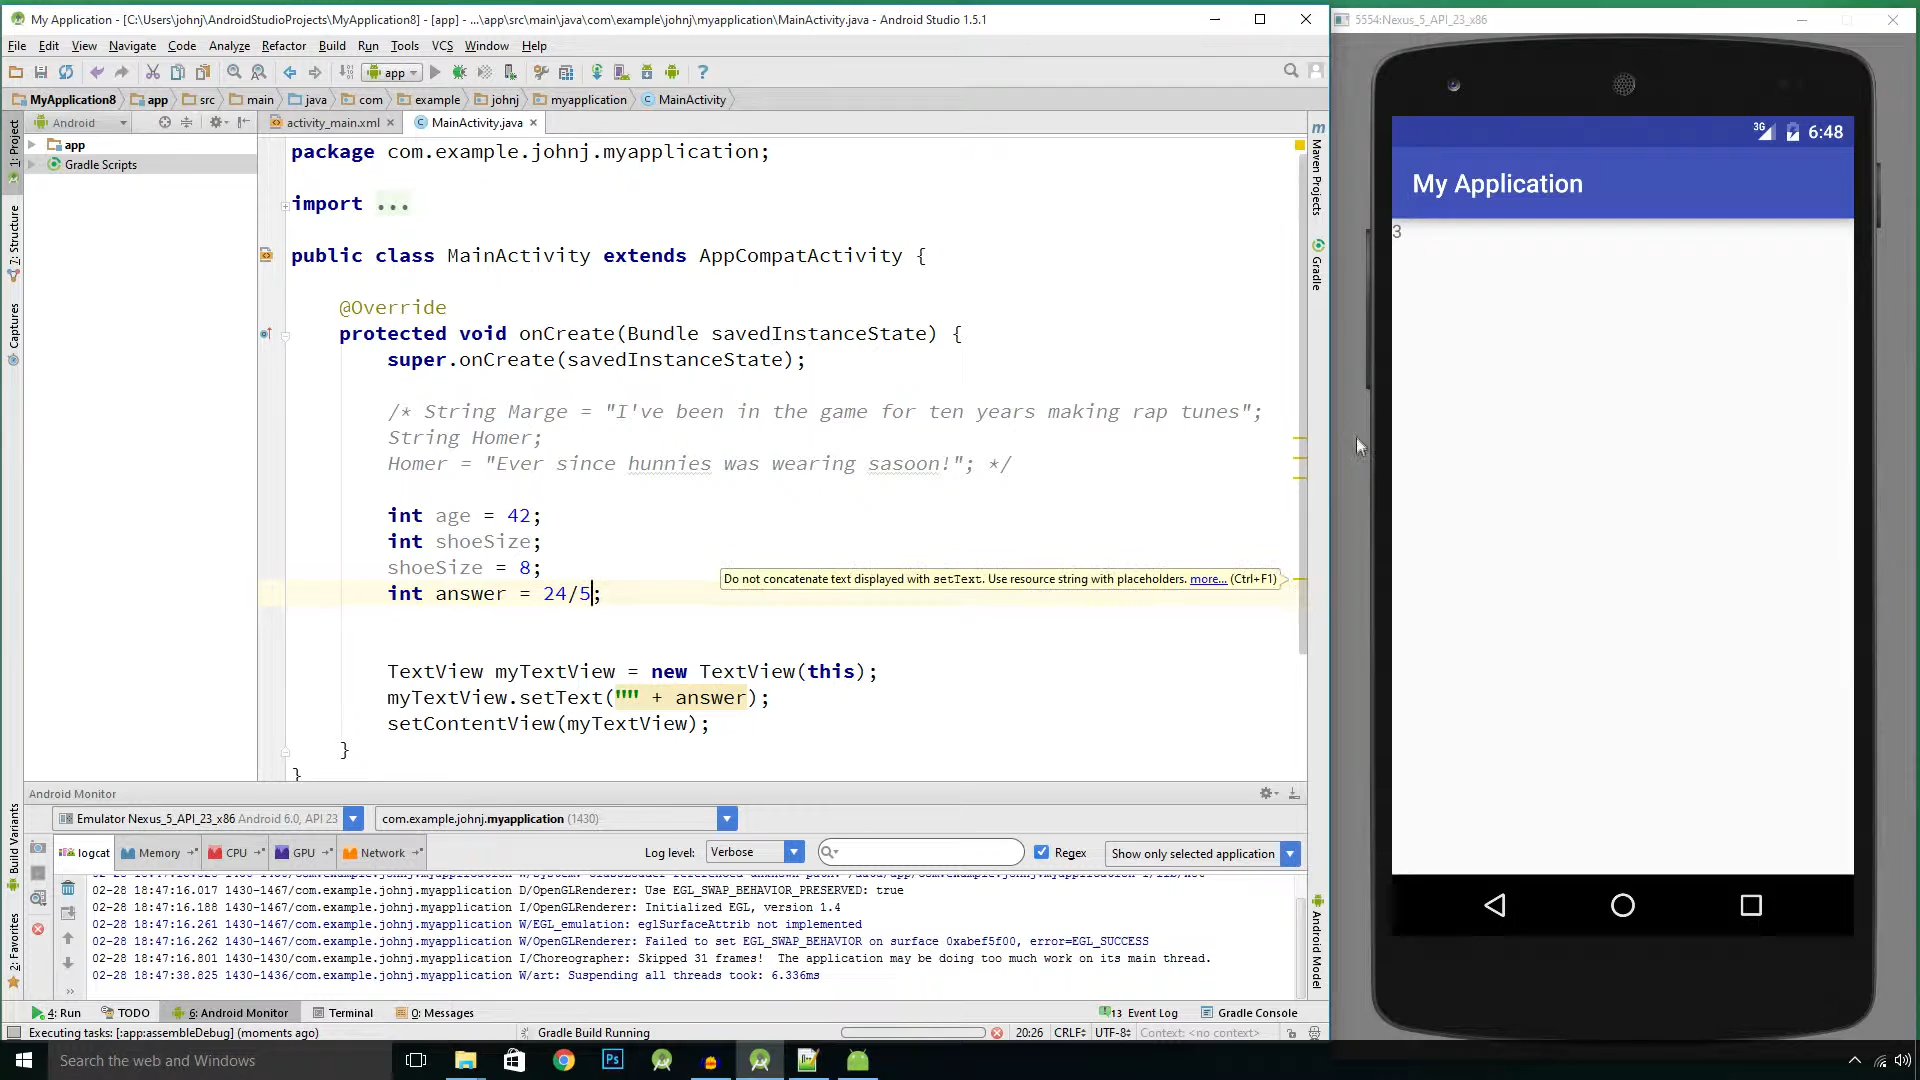 My Application - [C:\Users\johnj\AndroidStudioProjects\MyApplication8] - [app] - ...\app\src\main\java\com\example\johnj\myapplication\MainActivity.java - Android Studio 1.5.1
File Edit View Navigate Code Analyze Refactor Build Run Tools VCS Window Help
app
MyApplication8 app src main java com example johnj myapplication MainActivity
Android
activity_main.xml
MainActivity.java
1: Project
7: Structure
Captures
Build Variants
2: Favorites
app
Gradle Scripts
package com.example.johnj.myapplication;
import ...
public class MainActivity extends AppCompatActivity {
@Override
protected void onCreate(Bundle savedInstanceState) {
super.onCreate(savedInstanceState);
/* String Marge = "I've been in the game for ten years making rap tunes";
String Homer;
Homer = "Ever since hunnies was wearing sasoon!"; */
int age = 42;
int shoeSize;
shoeSize = 8;
Do not concatenate text displayed with setText. Use resource string with placeholders. more... (Ctrl+F1)
int answer = 24/5;
TextView myTextView = new TextView(this);
myTextView.setText("" + answer);
setContentView(myTextView);
}
}
Maven Projects
Gradle
Android Model
Android Monitor
Emulator Nexus_5_API_23_x86 Android 6.0, API 23
com.example.johnj.myapplication (1430)
logcat Memory CPU GPU Network
Log level: Verbose
Regex
Show only selected application
02-28 18:47:16.017 1430-1467/com.example.johnj.myapplication D/OpenGLRenderer: Use EGL_SWAP_BEHAVIOR_PRESERVED: true
02-28 18:47:16.188 1430-1467/com.example.johnj.myapplication I/OpenGLRenderer: Initialized EGL, version 1.4
02-28 18:47:16.261 1430-1467/com.example.johnj.myapplication W/EGL_emulation: eglSurfaceAttrib not implemented
02-28 18:47:16.262 1430-1467/com.example.johnj.myapplication W/OpenGLRenderer: Failed to set EGL_SWAP_BEHAVIOR on surface 0xabef5f00, error=EGL_SUCCESS
02-28 18:47:16.801 1430-1430/com.example.johnj.myapplication I/Choreographer: Skipped 31 frames! The application may be doing too much work on its main thread.
02-28 18:47:38.825 1430-1436/com.example.johnj.myapplication W/art: Suspending all threads took: 6.336ms
4: Run TODO 6: Android Monitor Terminal 0: Messages
13 Event Log Gradle Console
Executing tasks: [:app:assembleDebug] (moments ago)
Gradle Build Running
20:26 CRLF UTF-8 Context: <no context>
Search the web and Windows
Ps
5554:Nexus_5_API_23_x86
3G 6:48
My Application
3